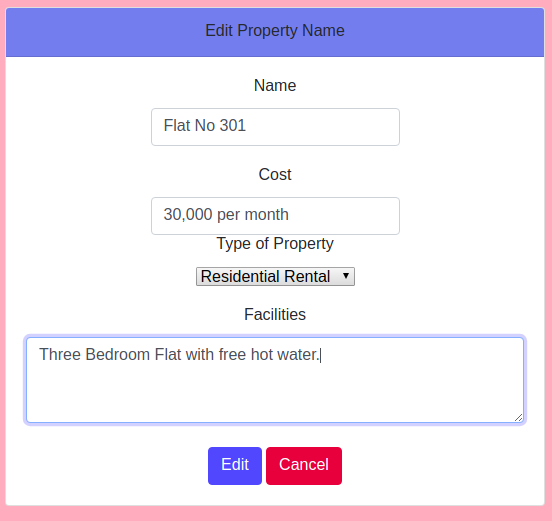 Edit Property Name
Name
Flat No 301
Cost
30,000 per month
Type of Property
Residential Rental
Facilities
Three Bedroom Flat with free hot water.
Edit Cancel